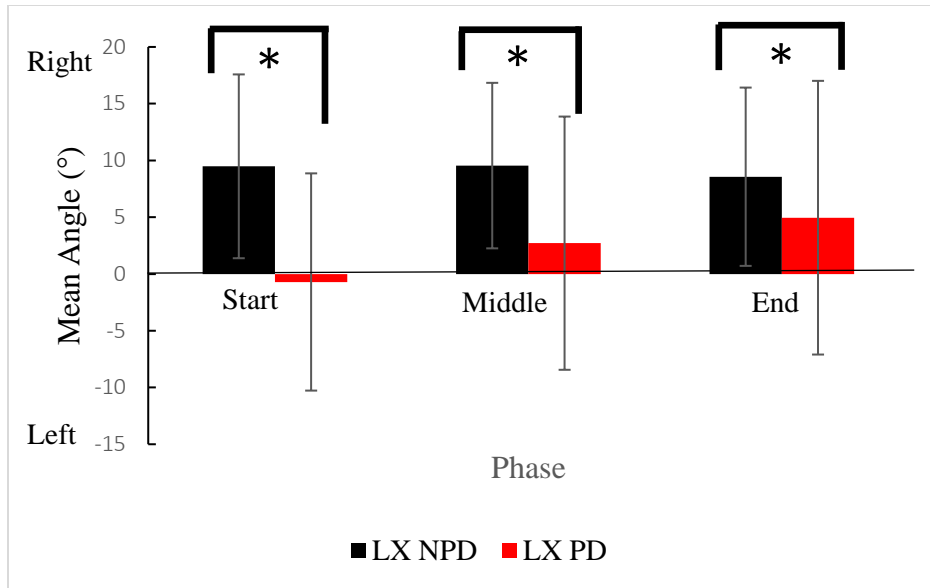 Right
Left
Mean Angle (°)
20
15
10
5
0
-5
-10
-15
*
*
*
Start
Middle
End
Phase
LX NPD
LX PD